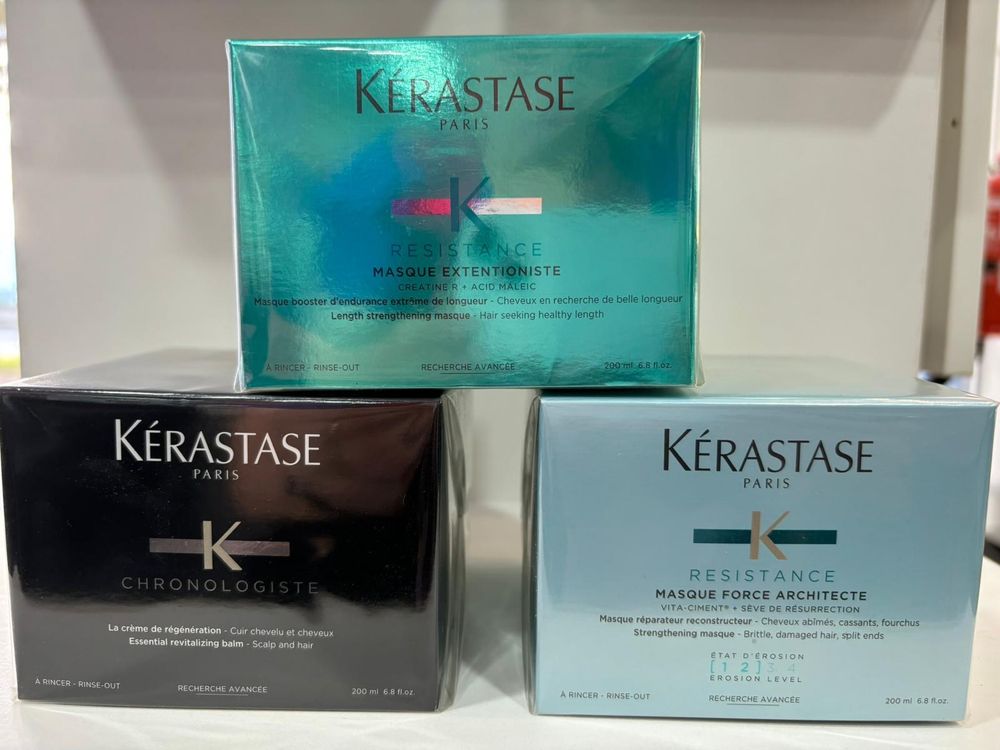 KÉRASTASE
PARIS
K
RESISTANCE
MASQUE EXTENTIONISTE
CREATINE R + ACID MALEIC
Masque booster d'endurance extrême de longueur - Cheveux en recherche de belle longueur
Length strengthening masque - Hair seeking healthy length
À RINCER - RINSE-OUT RECHERCHE AVANCÉE 200 ml 6.8 fl.oz.
KÉRASTASE
PARIS
K
CHRONOLOGISTE
La crème de régénération - Cuir chevelu et cheveux
Essential revitalizing balm - Scalp and hair
À RINCER - RINSE-OUT RECHERCHE AVANCÉE 200 ml 6.8 fl.oz.
KÉRASTASE
PARIS
K
RESISTANCE
MASQUE FORCE ARCHITECTE
VITA-CIMENT® + SÈVE DE RÉSURRECTION
Masque réparateur reconstructeur - Cheveux abîmés, cassants, fourchus
Strengthening masque - Brittle, damaged hair, split ends
ÉTAT D'ÉROSION
[1 2] 3 4
EROSION LEVEL
À RINCER - RINSE-OUT RECHERCHE AVANCÉE 200 ml 6.8 fl.oz.